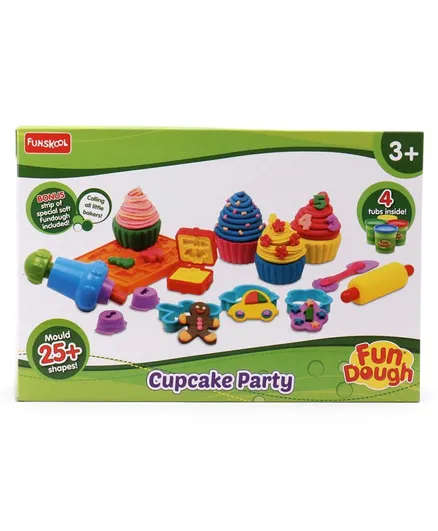 FUNSKOOL
3+
BONUS
strip of
special soft
Fundough
included!
Calling
all little
bakers!
4
tubs inside!
Mould
25+
shapes!
Cupcake Party
Fun
Dough